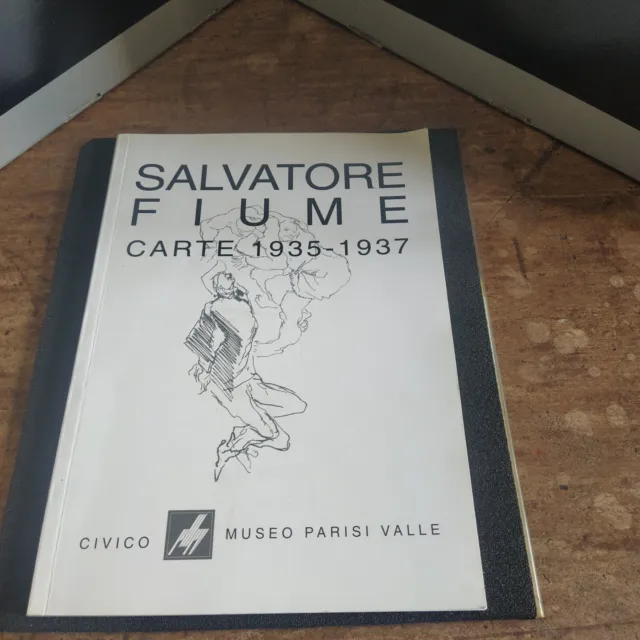 SALVATORE
FIUME
CARTE 1935-1937
CIVICO MUSEO PARISI VALLE